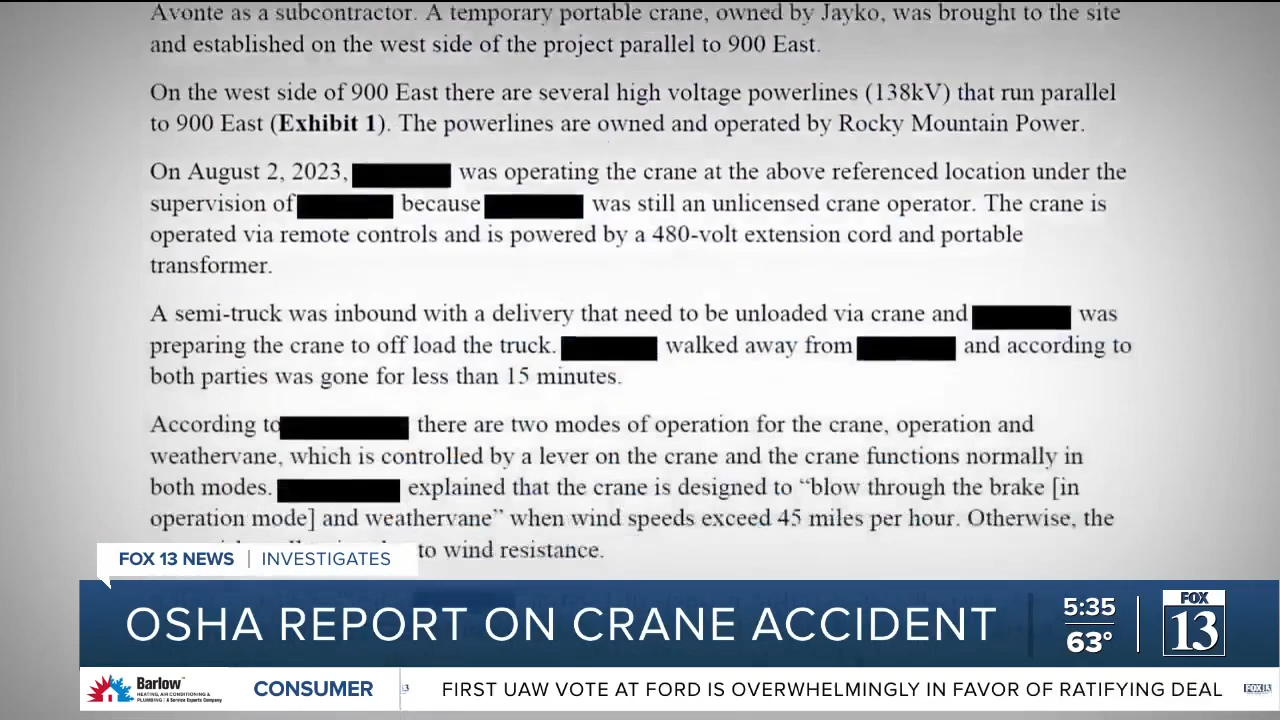 Avonte as a subcontractor. A temporary portable crane, owned by Jayko, was brought to the site
and established on the west side of the project parallel to 900 East.
On the west side of 900 East there are several high voltage powerlines (138kV) that run parallel
to 900 East (Exhibit 1). The powerlines are owned and operated by Rocky Mountain Power.
On August 2, 2023, was operating the crane at the above referenced location under the
supervision of because was still an unlicensed crane operator. The crane is
operated via remote controls and is powered by a 480-volt extension cord and portable
transformer.
A semi-truck was inbound with a delivery that need to be unloaded via crane and was
preparing the crane to off load the truck. walked away from and according to
both parties was gone for less than 15 minutes.
According to there are two modes of operation for the crane, operation and
weathervane, which is controlled by a lever on the crane and the crane functions normally in
both modes. explained that the crane is designed to “blow through the brake [in
operation mode] and weathervane” when wind speeds exceed 45 miles per hour. Otherwise, the
to wind resistance.
FOX 13 NEWS | INVESTIGATES
OSHA REPORT ON CRANE ACCIDENT
5:35
63°
FOX
13
Barlow
HEATING, AIR CONDITIONING &
PLUMBING | A Service Experts Company
CONSUMER
FIRST UAW VOTE AT FORD IS OVERWHELMINGLY IN FAVOR OF RATIFYING DEAL